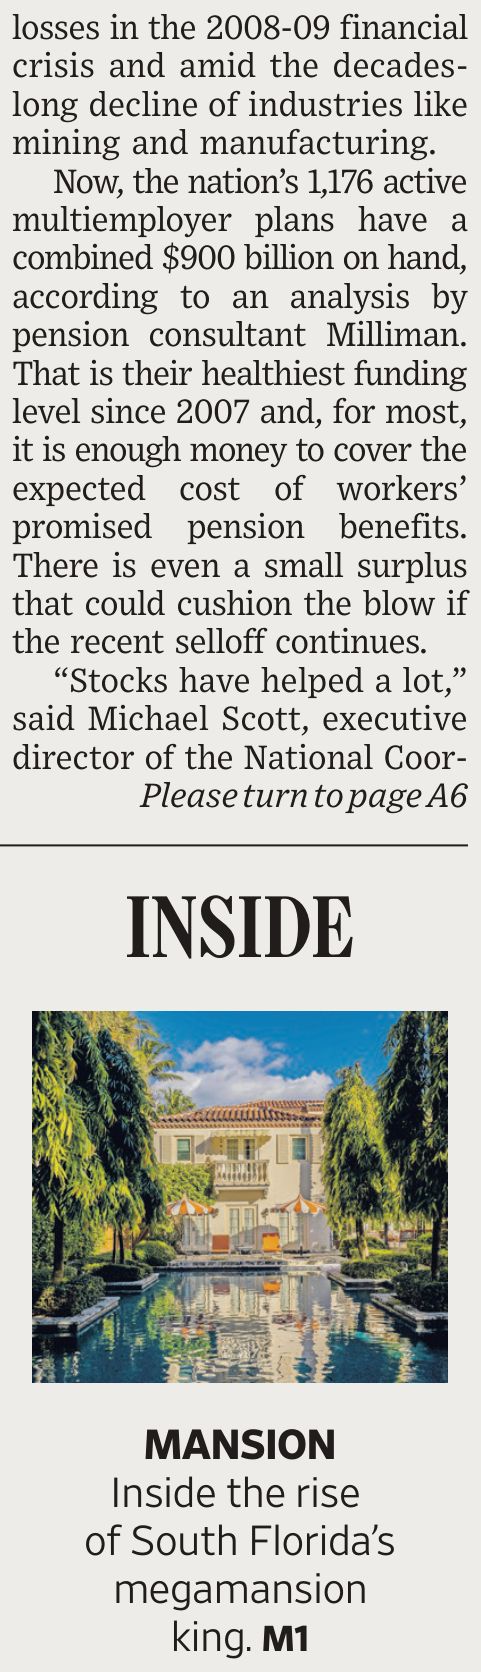 losses in the 2008-09 financial
crisis and amid the decades-
long decline of industries like
mining and manufacturing.
Now, the nation’s 1,176 active
multiemployer plans have a
combined $900 billion on hand,
according to an analysis by
pension consultant Milliman.
That is their healthiest funding
level since 2007 and, for most,
it is enough money to cover the
expected cost of workers’
promised pension benefits.
There is even a small surplus
that could cushion the blow if
the recent selloff continues.
“Stocks have helped a lot,”
said Michael Scott, executive
director of the National Coor-
Please turn to page A6
INSIDE
MANSION
Inside the rise
of South Florida’s
megamansion
king. M1